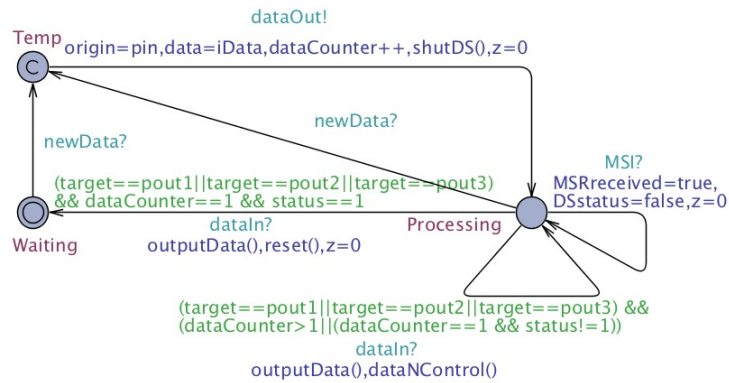 dataOut!
Temp
origin=pin,data=iData,dataCounter++,shutDS(),z=0
C
newData?
newData?
MSI?
(target==pout1||target==pout2||target==pout3)
&& dataCounter==1 && status==1
MSRreceived=true,
DSstatus=false,z=0
Waiting
dataIn?
Processing
outputData(),reset(),z=0
(target==pout1||target==pout2||target==pout3) &&
(dataCounter>1||(dataCounter==1 && status!=1))
dataIn?
outputData(),dataNControl()